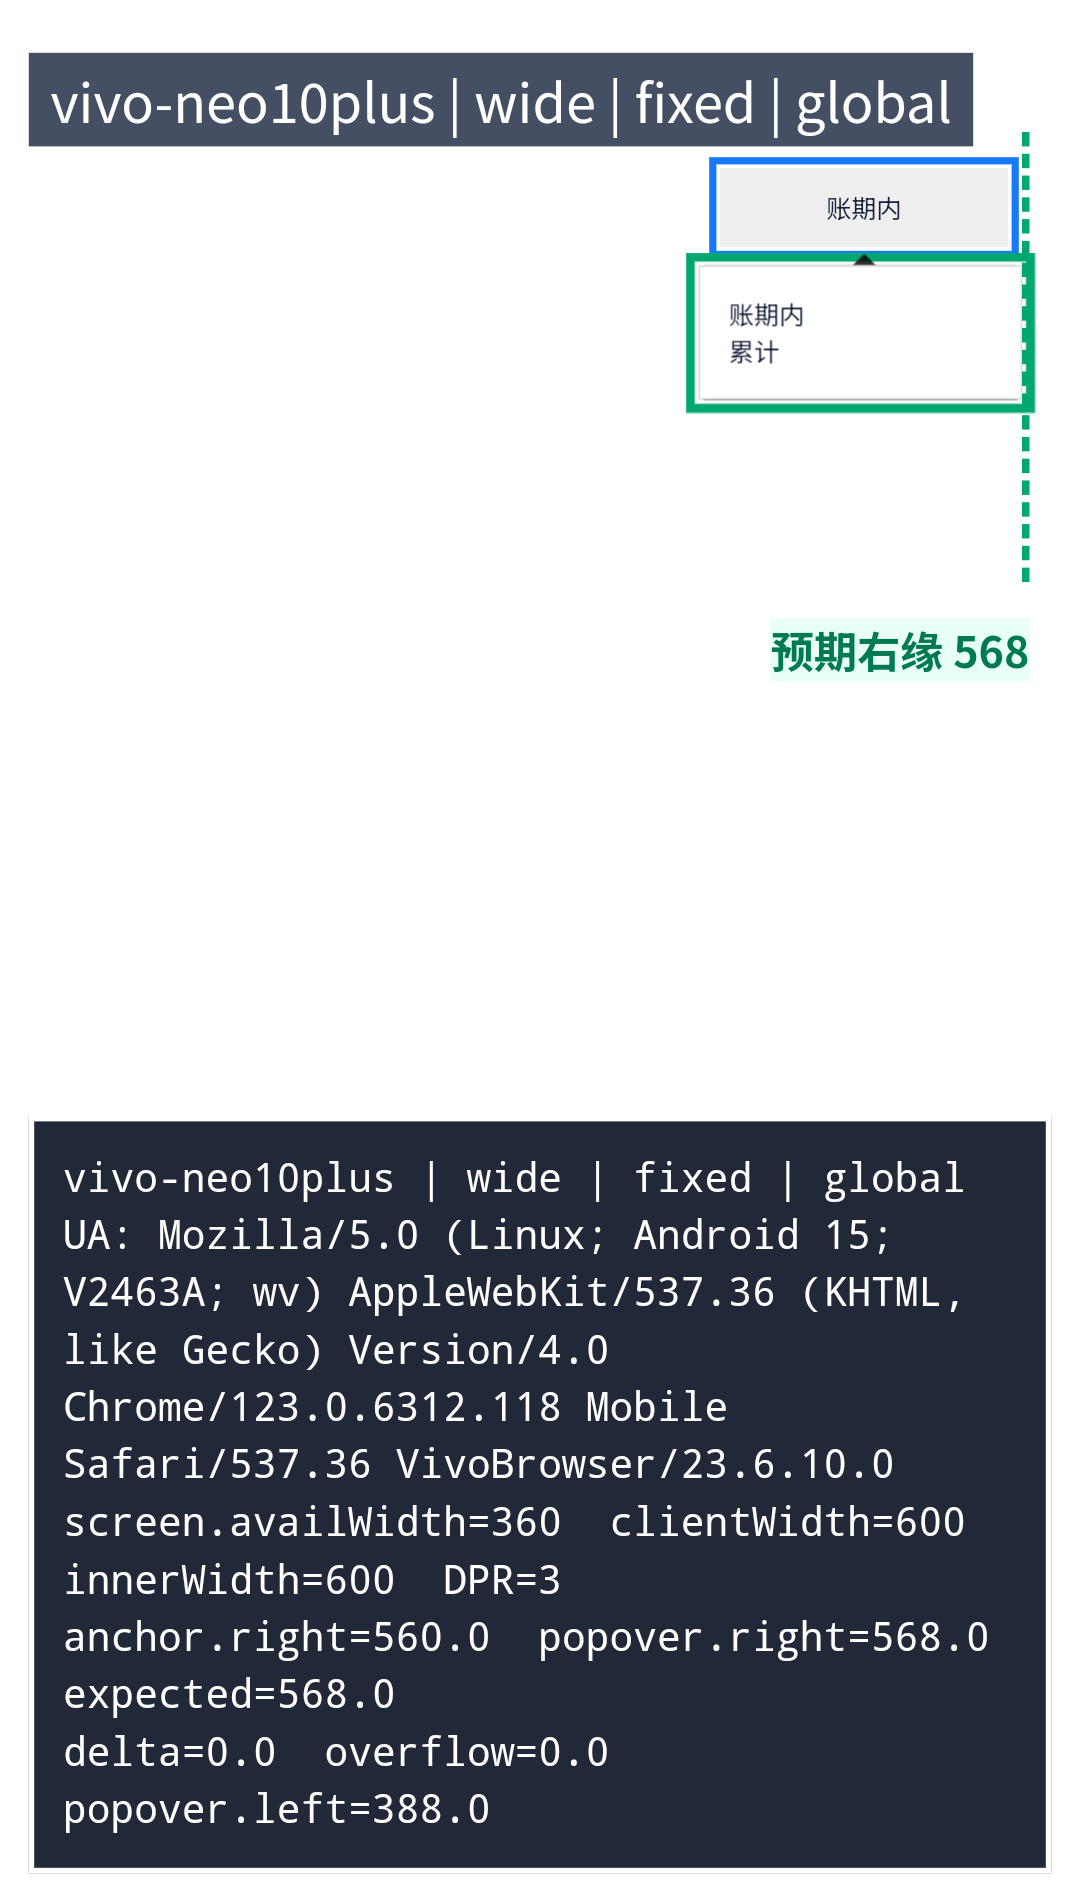 vivo-neo10plus | wide | fixed | global
账期内
账期内
累计
预期右缘 568
vivo-neo10plus | wide | fixed | global
UA: Mozilla/5.0 (Linux; Android 15;
V2463A; wv) AppleWebKit/537.36 (KHTML,
like Gecko) Version/4.0
Chrome/123.0.6312.118 Mobile
Safari/537.36 VivoBrowser/23.6.10.0
screen.availWidth=360  clientWidth=600
innerWidth=600  DPR=3
anchor.right=560.0  popover.right=568.0
expected=568.0
delta=0.0  overflow=0.0
popover.left=388.0